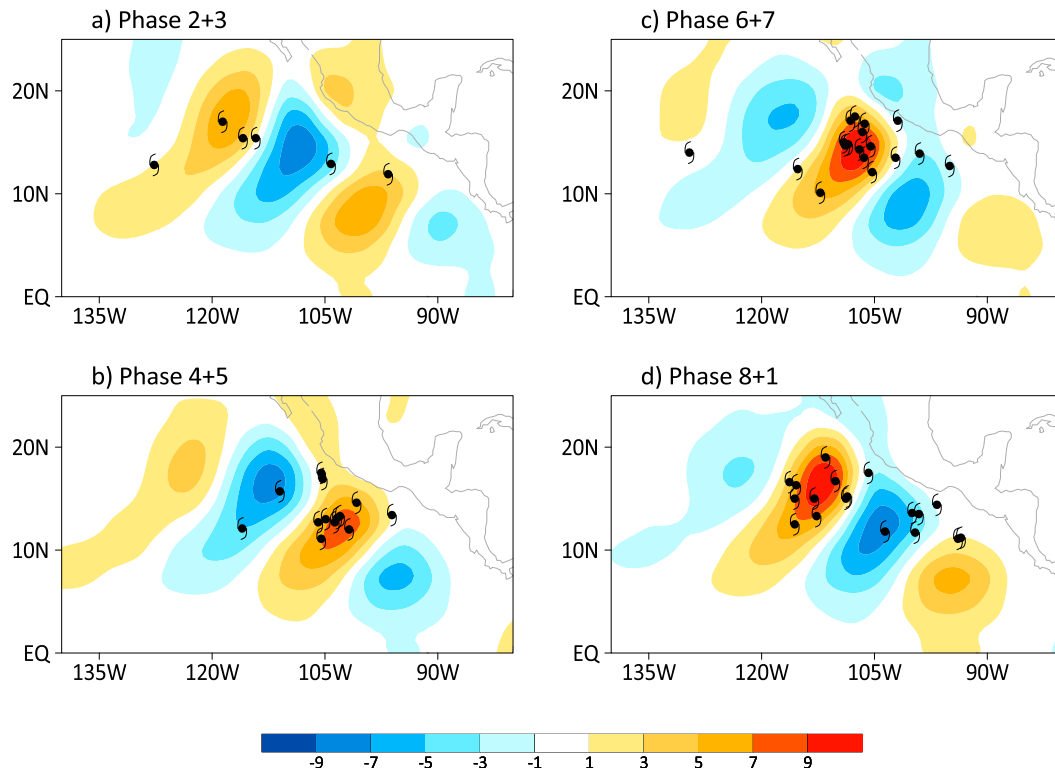 a) Phase 2+3
20N
10N
EQ
135W 120W 105W 90W
c) Phase 6+7
20N
10N
EQ
135W 120W 105W 90W
b) Phase 4+5
20N
10N
EQ
135W 120W 105W 90W
d) Phase 8+1
20N
10N
EQ
135W 120W 105W 90W
-9 -7 -5 -3 -1 1 3 5 7 9